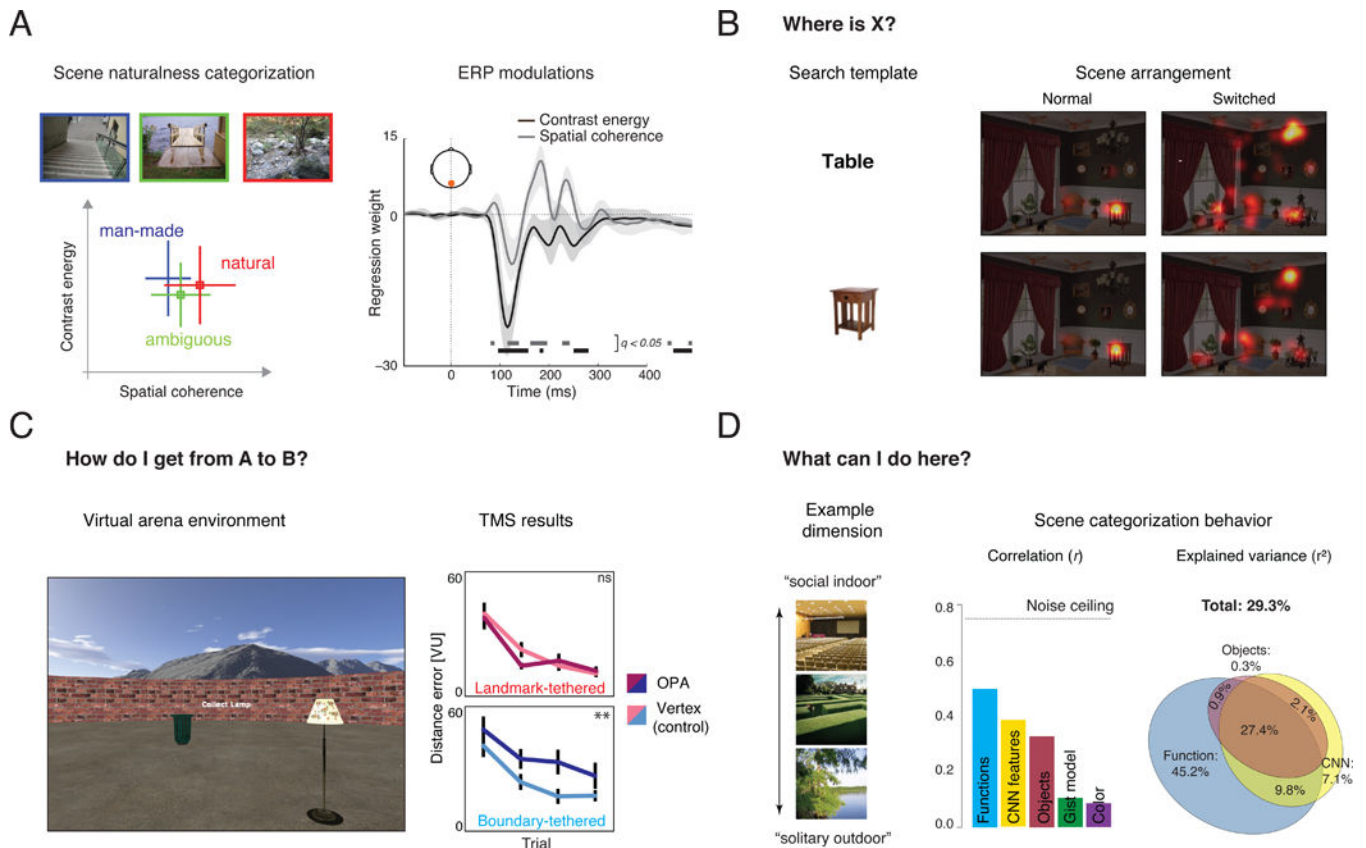 A
Scene naturalness categorization
man-made
natural
ambiguous
Contrast energy
Spatial coherence
ERP modulations
Contrast energy
Spatial coherence
15
0
−30
Regression weight
q < 0.05
0
100
200
300
400
Time (ms)
B
Where is X?
Search template
Scene arrangement
Normal
Switched
Table
C
How do I get from A to B?
Virtual arena environment
Collect Lamp
TMS results
60
ns
0
Landmark-tethered
60
**
0
Boundary-tethered
Distance error [VU]
Trial
OPA
Vertex
(control)
D
What can I do here?
Example
dimension
"social indoor"
"solitary outdoor"
Scene categorization behavior
Correlation (r)
Noise ceiling
0.8
0.6
0.4
0.2
0.0
Functions
CNN features
Objects
Gist model
Color
Explained variance (r²)
Total: 29.3%
Objects:
0.3%
0.9%
2.1%
27.4%
Function:
45.2%
CNN:
7.1%
9.8%